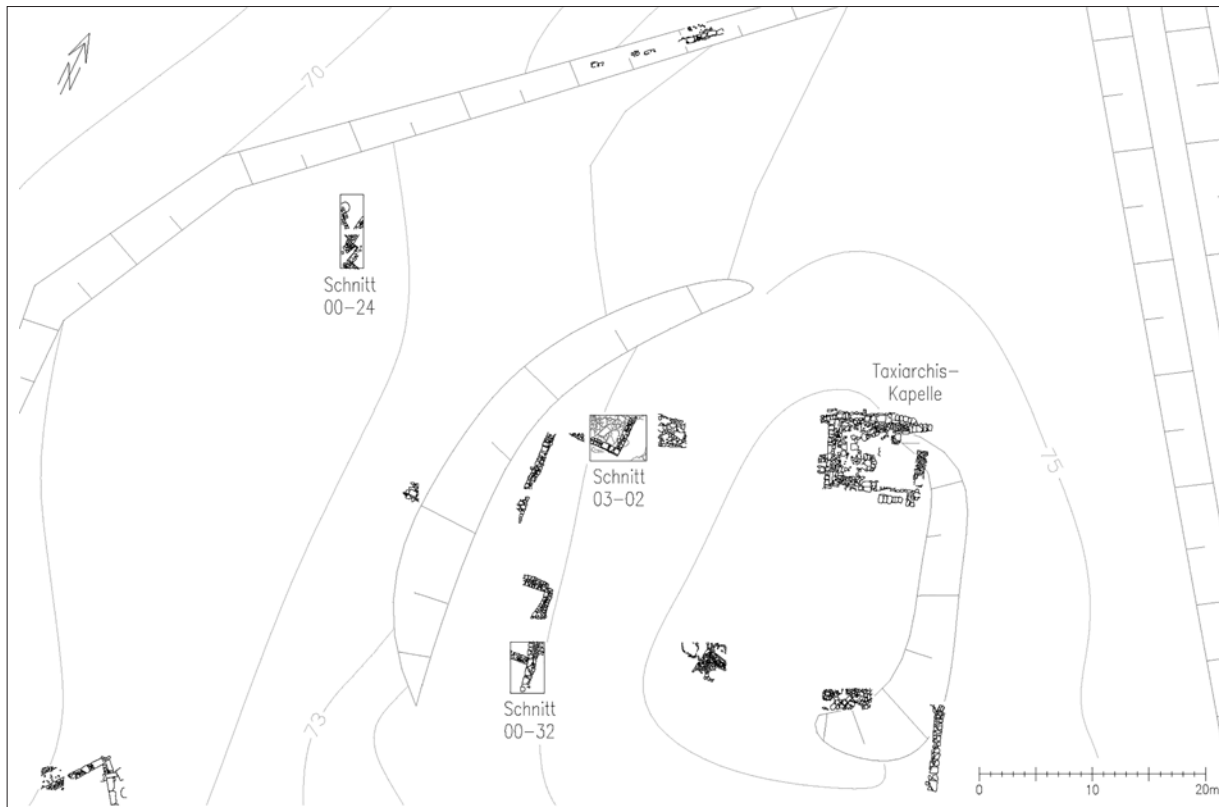 N
70
Schnitt
00-24
Taxiarchis-
Kapelle
75
Schnitt
03-02
73
Schnitt
00-32
0
10
20m